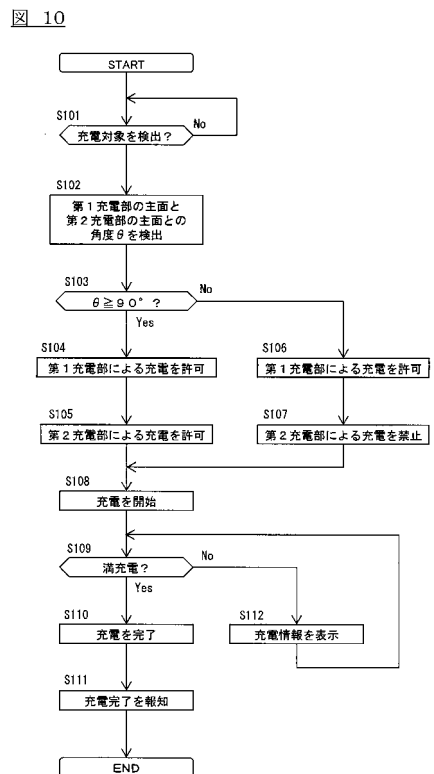 図 10
START
S101
充電対象を検出?
No
S102
第1充電部の主面と
第2充電部の主面との
角度θを検出
S103
θ≧90°?
No
Yes
S104
第1充電部による充電を許可
S106
第1充電部による充電を許可
S105
第2充電部による充電を許可
S107
第2充電部による充電を禁止
S108
充電を開始
S109
満充電?
No
Yes
S110
充電を完了
S112
充電情報を表示
S111
充電完了を報知
END